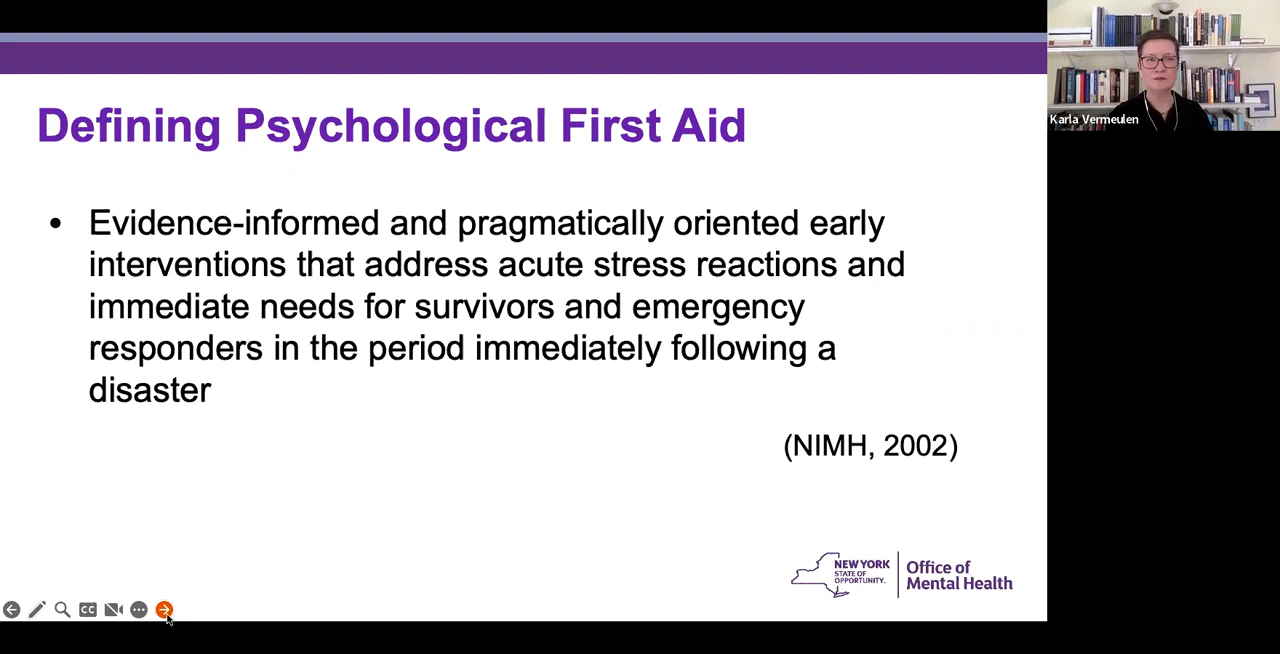 Defining Psychological First Aid
• Evidence-informed and pragmatically oriented early
interventions that address acute stress reactions and
immediate needs for survivors and emergency
responders in the period immediately following a
disaster
(NIMH, 2002)
NEW YORK
STATE OF
OPPORTUNITY.
Office of
Mental Health
CC
Karla Vermeulen